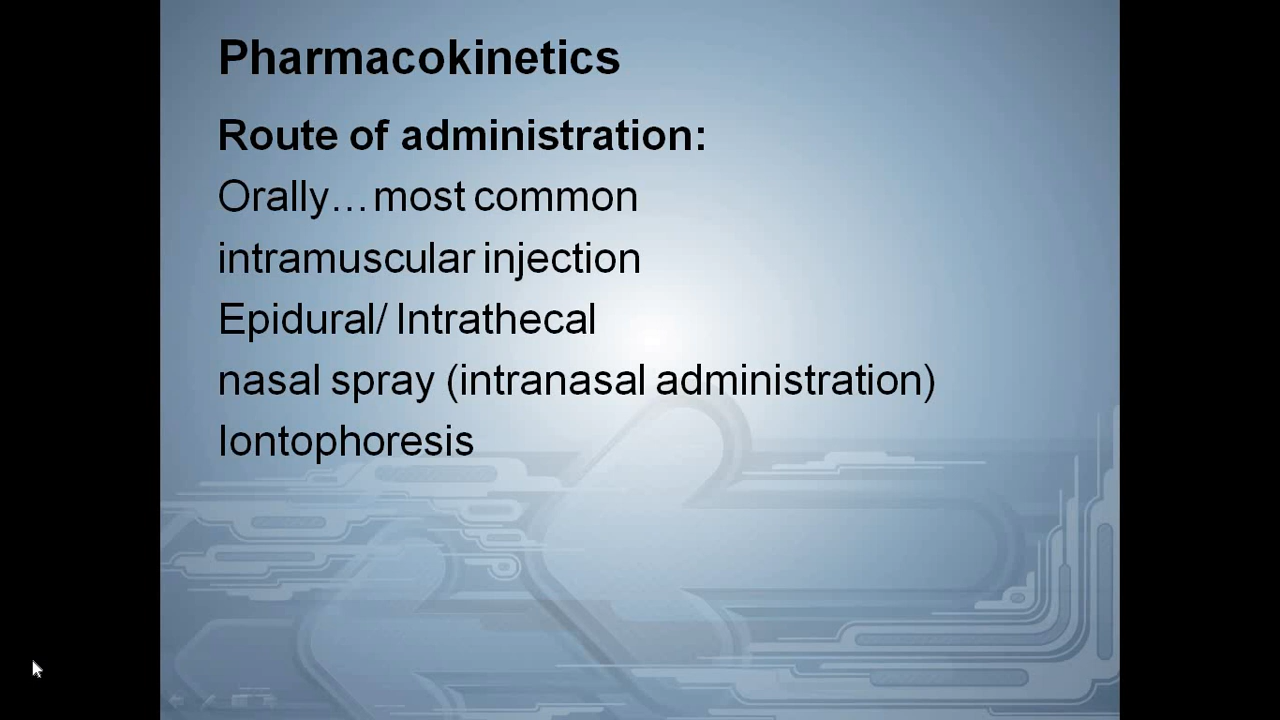 Pharmacokinetics
Route of administration:
Orally…most common
intramuscular injection
Epidural/ Intrathecal
nasal spray (intranasal administration)
Iontophoresis